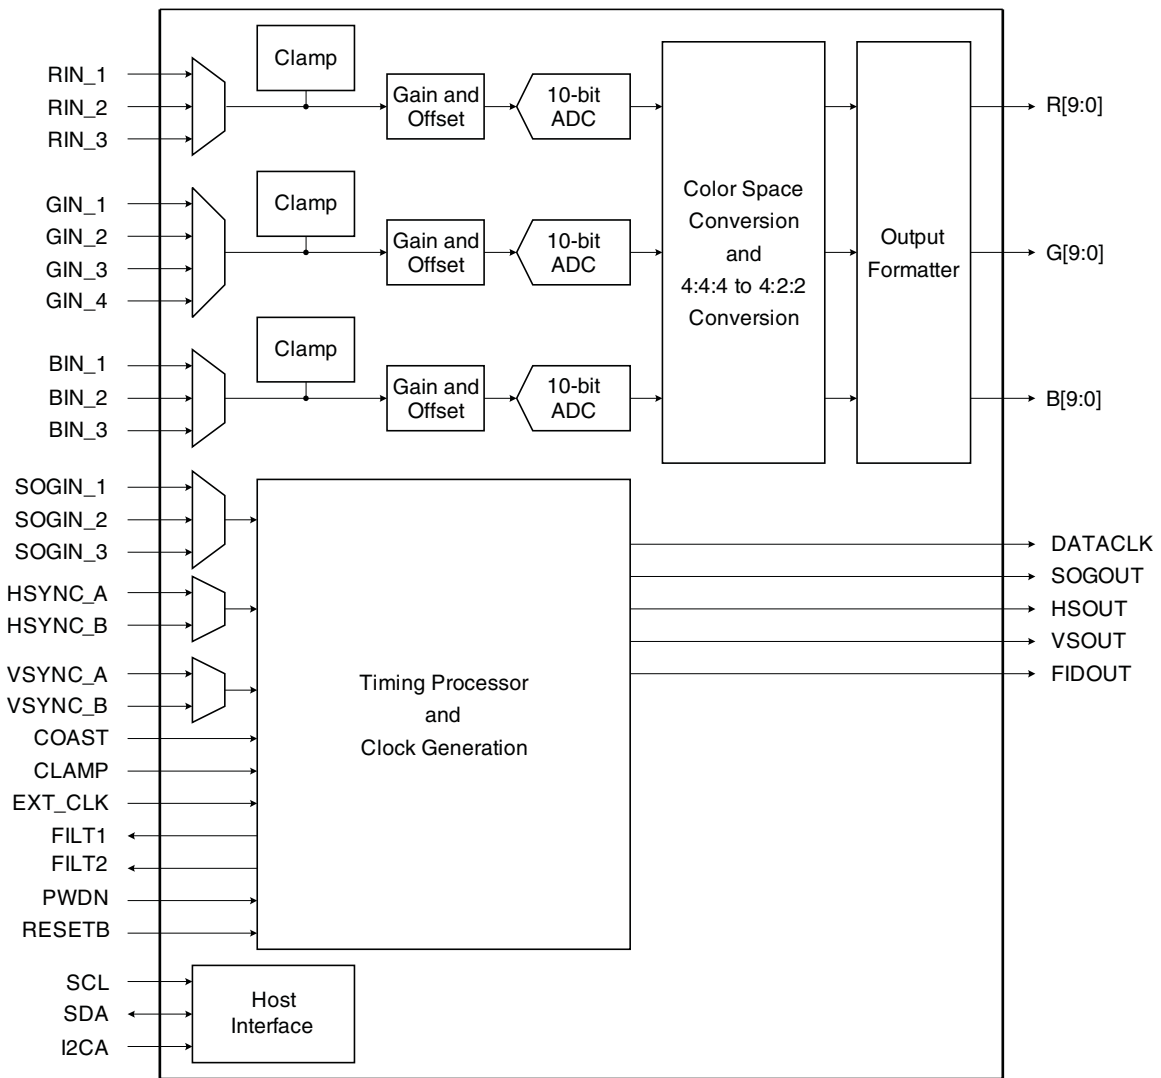 RIN_1
RIN_2
RIN_3
Clamp
Gain and
Offset
10-bit
ADC
GIN_1
GIN_2
GIN_3
GIN_4
Clamp
Gain and
Offset
10-bit
ADC
BIN_1
BIN_2
BIN_3
Clamp
Gain and
Offset
10-bit
ADC
Color Space
Conversion
and
4:4:4 to 4:2:2
Conversion
Output
Formatter
R[9:0]
G[9:0]
B[9:0]
SOGIN_1
SOGIN_2
SOGIN_3
HSYNC_A
HSYNC_B
VSYNC_A
VSYNC_B
COAST
CLAMP
EXT_CLK
FILT1
FILT2
PWDN
RESETB
Timing Processor
and
Clock Generation
DATACLK
SOGOUT
HSOUT
VSOUT
FIDOUT
SCL
SDA
I2CA
Host
Interface